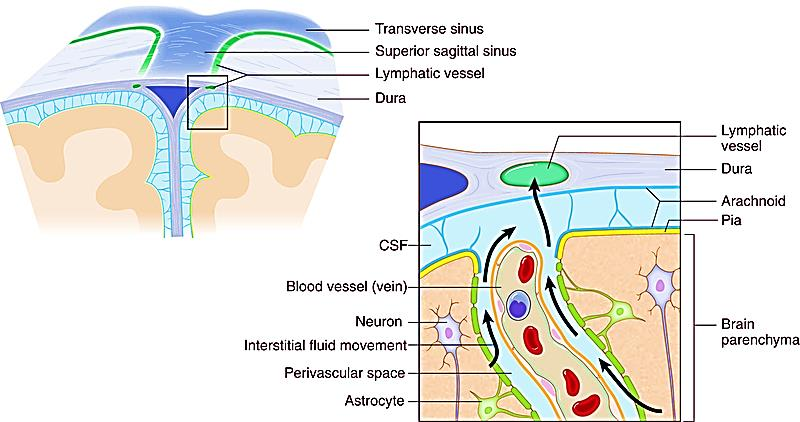 Transverse sinus
Superior sagittal sinus
Lymphatic vessel
Dura
Lymphatic
vessel
Dura
Arachnoid
Pia
CSF
Blood vessel (vein)
Neuron
Interstitial fluid movement
Perivascular space
Astrocyte
Brain
parenchyma